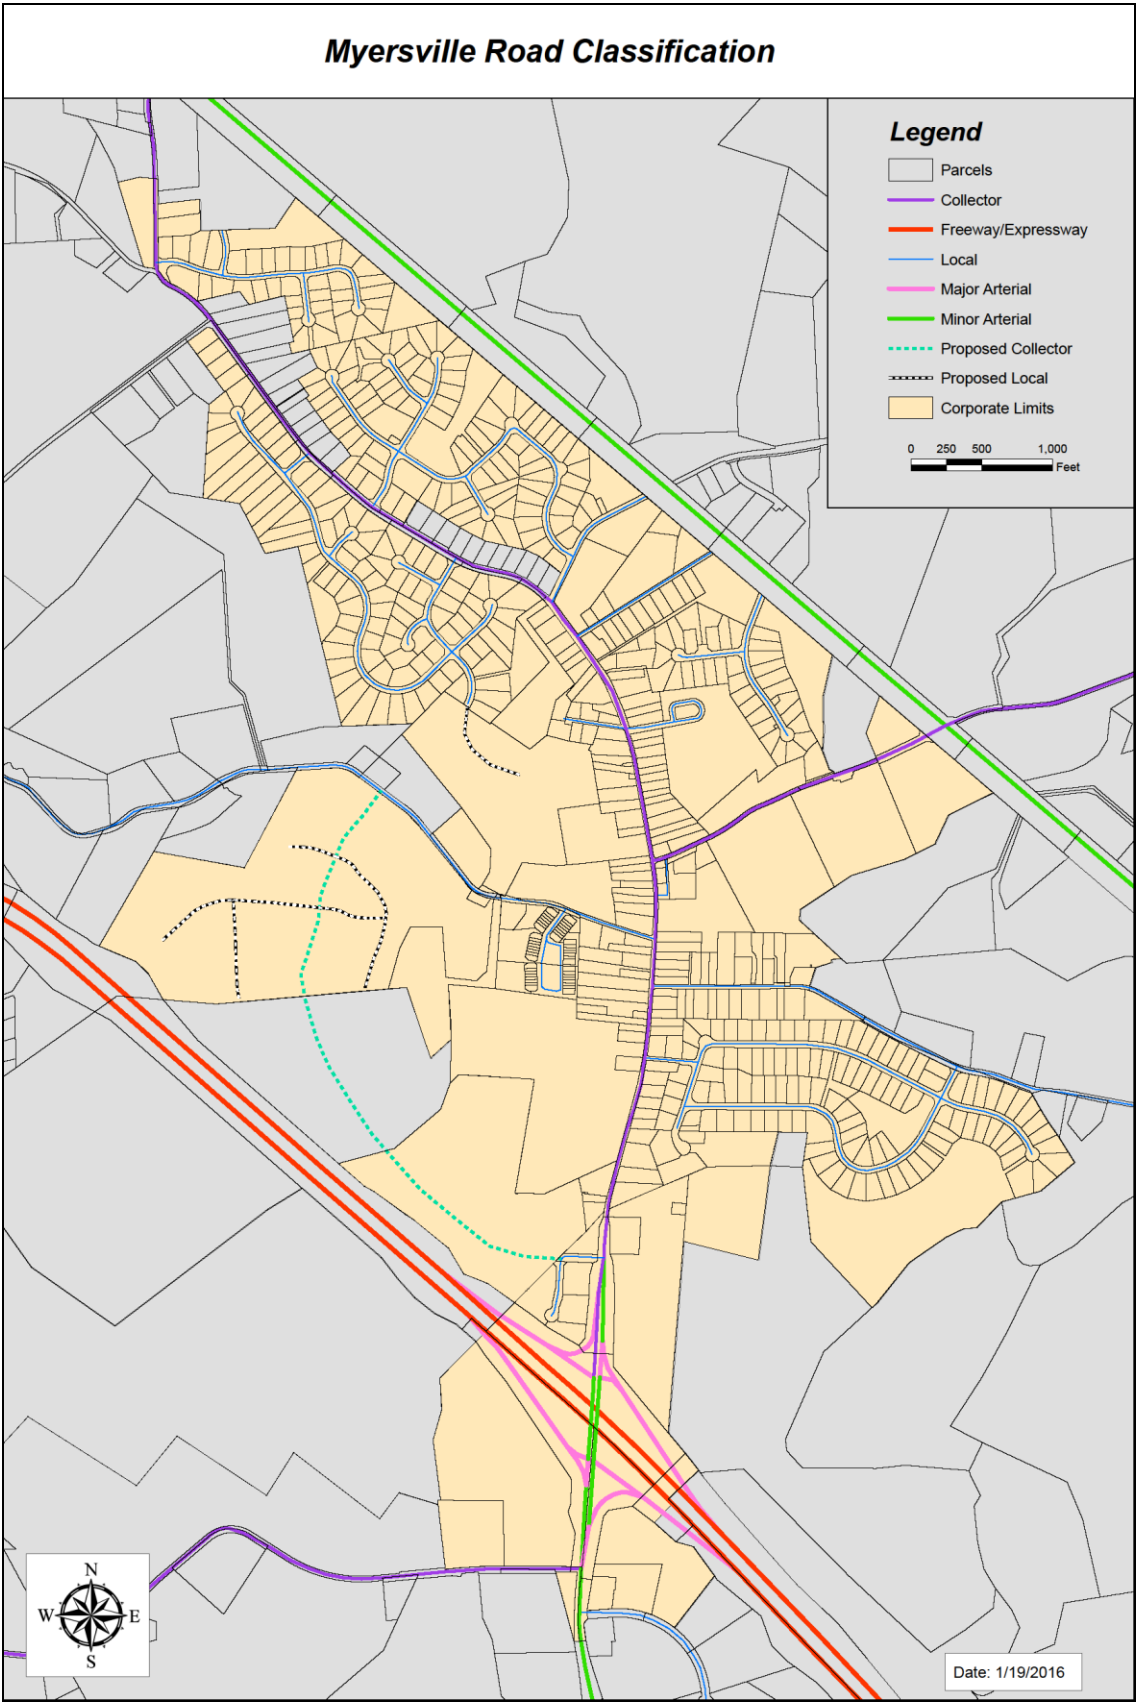 Myersville Road Classification
Legend
Parcels
Collector
Freeway/Expressway
Local
Major Arterial
Minor Arterial
Proposed Collector
Proposed Local
Corporate Limits
0 250 500 1,000
Feet
N
W E
S
Date: 1/19/2016